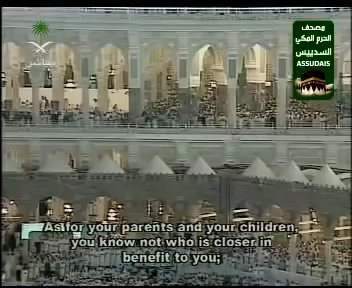 مباشر
مصحف
الحرم المكي
السديس
ASSUDAIS
As for your parents and your children,
you know not who is closer in
benefit to you;